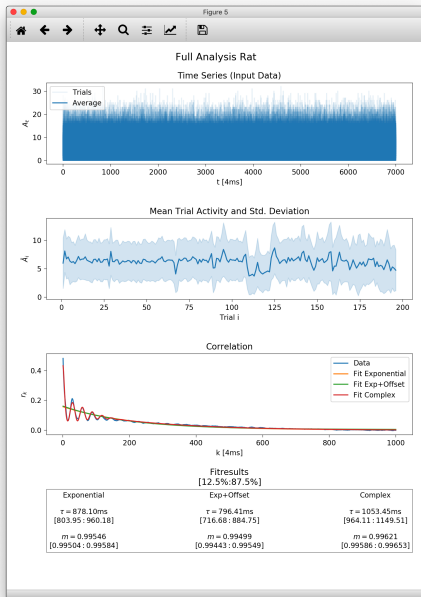 Figure 5
Full Analysis Rat
Time Series (Input Data)
Trials
Average
30
20
10
0
A_t
0 1000 2000 3000 4000 5000 6000 7000
t [4ms]
Mean Trial Activity and Std. Deviation
10
5
0
Ā_i
0 25 50 75 100 125 150 175 200
Trial i
Correlation
Data
Fit Exponential
Fit Exp+Offset
Fit Complex
0.4
0.2
0.0
r_k
0 200 400 600 800 1000
k [4ms]
Fitresults
[12.5%:87.5%]
Exponential Exp+Offset Complex
τ = 878.10ms τ = 796.41ms τ = 1053.45ms
[803.95 : 960.18] [716.68 : 884.75] [964.11 : 1149.51]
m = 0.99546 m = 0.99499 m = 0.99621
[0.99504 : 0.99584] [0.99443 : 0.99549] [0.99586 : 0.99653]